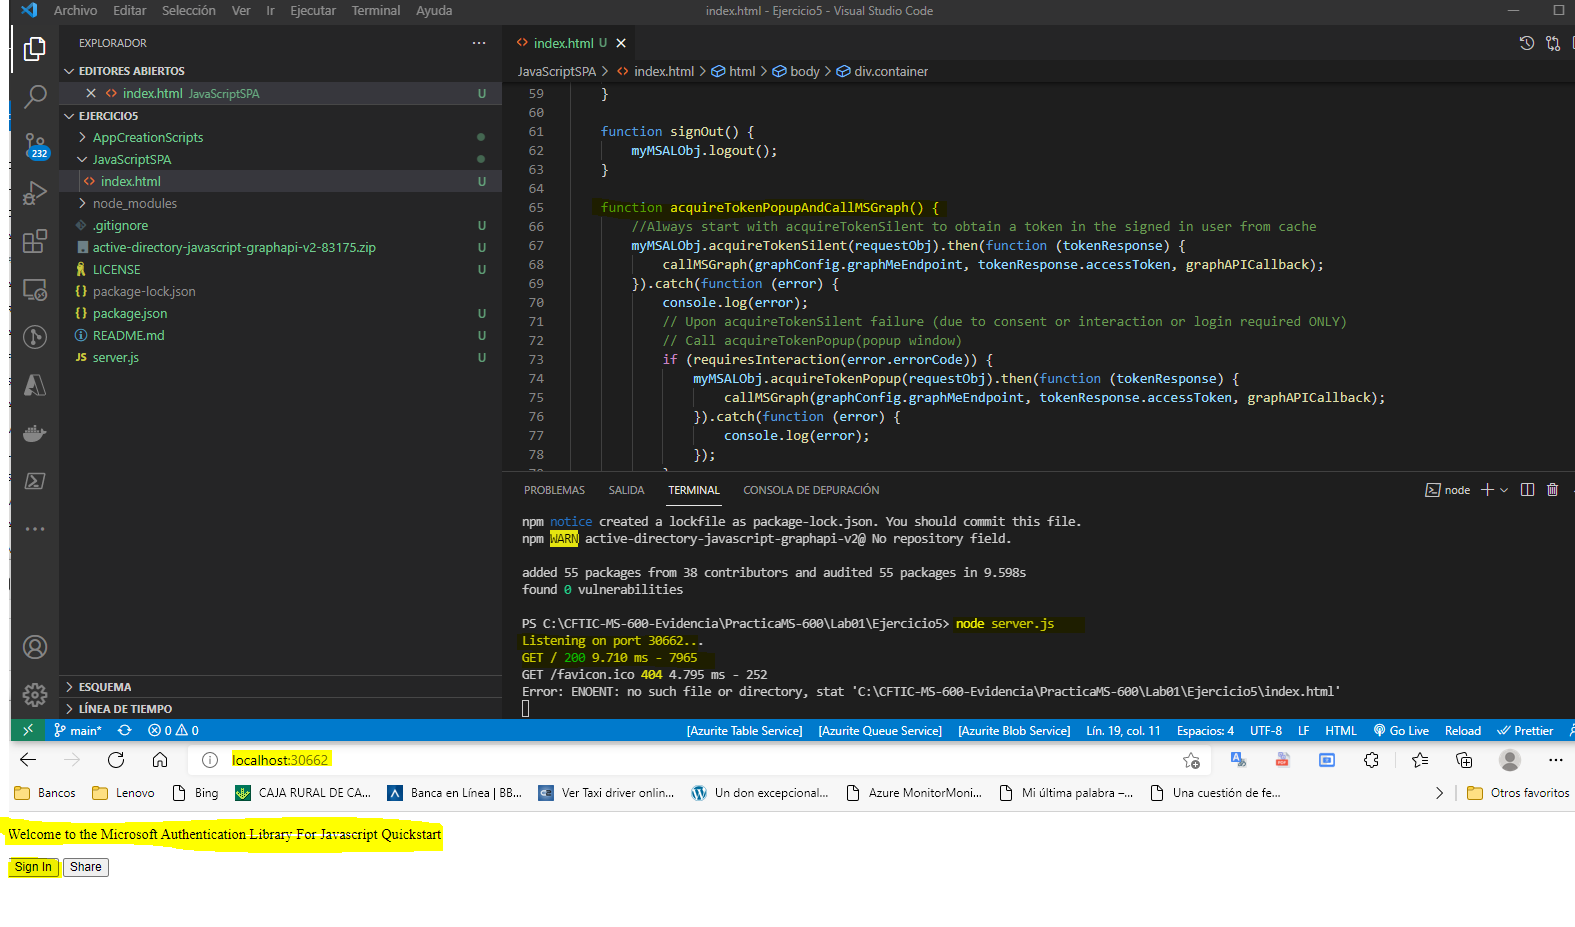 Archivo Editar Selección Ver Ir Ejecutar Terminal Ayuda
index.html - Ejercicio5 - Visual Studio Code
EXPLORADOR
EDITORES ABIERTOS
index.html JavaScriptSPA U
EJERCICIO5
AppCreationScripts
JavaScriptSPA
index.html U
node_modules
.gitignore U
active-directory-javascript-graphapi-v2-83175.zip U
LICENSE U
package-lock.json
package.json U
README.md U
JS server.js U
232
ESQUEMA
LÍNEA DE TIEMPO
index.html U
JavaScriptSPA > index.html > html > body > div.container
59 }
60
61 function signOut() {
62 myMSALObj.logout();
63 }
64
65 function acquireTokenPopupAndCallMSGraph() {
66 //Always start with acquireTokenSilent to obtain a token in the signed in user from cache
67 myMSALObj.acquireTokenSilent(requestObj).then(function (tokenResponse) {
68 callMSGraph(graphConfig.graphMeEndpoint, tokenResponse.accessToken, graphAPICallback);
69 }).catch(function (error) {
70 console.log(error);
71 // Upon acquireTokenSilent failure (due to consent or interaction or login required ONLY)
72 // Call acquireTokenPopup(popup window)
73 if (requiresInteraction(error.errorCode)) {
74 myMSALObj.acquireTokenPopup(requestObj).then(function (tokenResponse) {
75 callMSGraph(graphConfig.graphMeEndpoint, tokenResponse.accessToken, graphAPICallback);
76 }).catch(function (error) {
77 console.log(error);
78 });
PROBLEMAS SALIDA TERMINAL CONSOLA DE DEPURACIÓN
node
npm notice created a lockfile as package-lock.json. You should commit this file.
npm WARN active-directory-javascript-graphapi-v2@ No repository field.
added 55 packages from 38 contributors and audited 55 packages in 9.598s
found 0 vulnerabilities
PS C:\CFTIC-MS-600-Evidencia\PracticaMS-600\Lab01\Ejercicio5> node server.js
Listening on port 30662...
GET / 200 9.710 ms - 7965
GET /favicon.ico 404 4.795 ms - 252
Error: ENOENT: no such file or directory, stat 'C:\CFTIC-MS-600-Evidencia\PracticaMS-600\Lab01\Ejercicio5\index.html'
main* 0 0 [Azurite Table Service] [Azurite Queue Service] [Azurite Blob Service] Lín. 19, col. 11 Espacios: 4 UTF-8 LF HTML Go Live Reload Prettier
localhost:30662
Bancos Lenovo Bing CAJA RURAL DE CA... Banca en Línea | BB... Ver Taxi driver onlin... Un don excepcional... Azure MonitorMoni... Mi última palabra –... Una cuestión de fe... Otros favoritos
Welcome to the Microsoft Authentication Library For Javascript Quickstart
Sign In Share